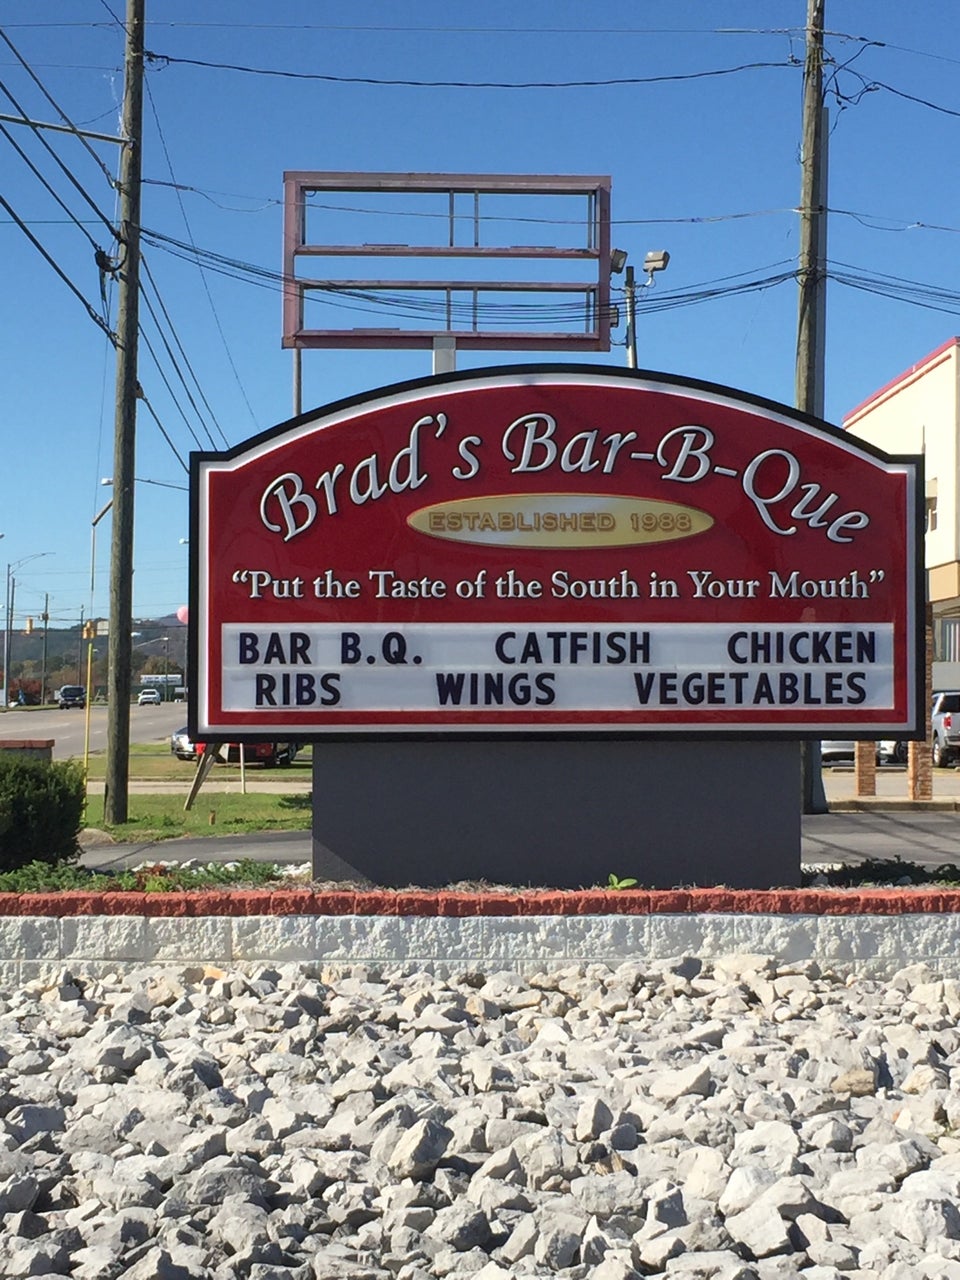 Brad's Bar-B-Que
ESTABLISHED 1988
"Put the Taste of the South in Your Mouth"
BAR B.Q. CATFISH CHICKEN
RIBS WINGS VEGETABLES